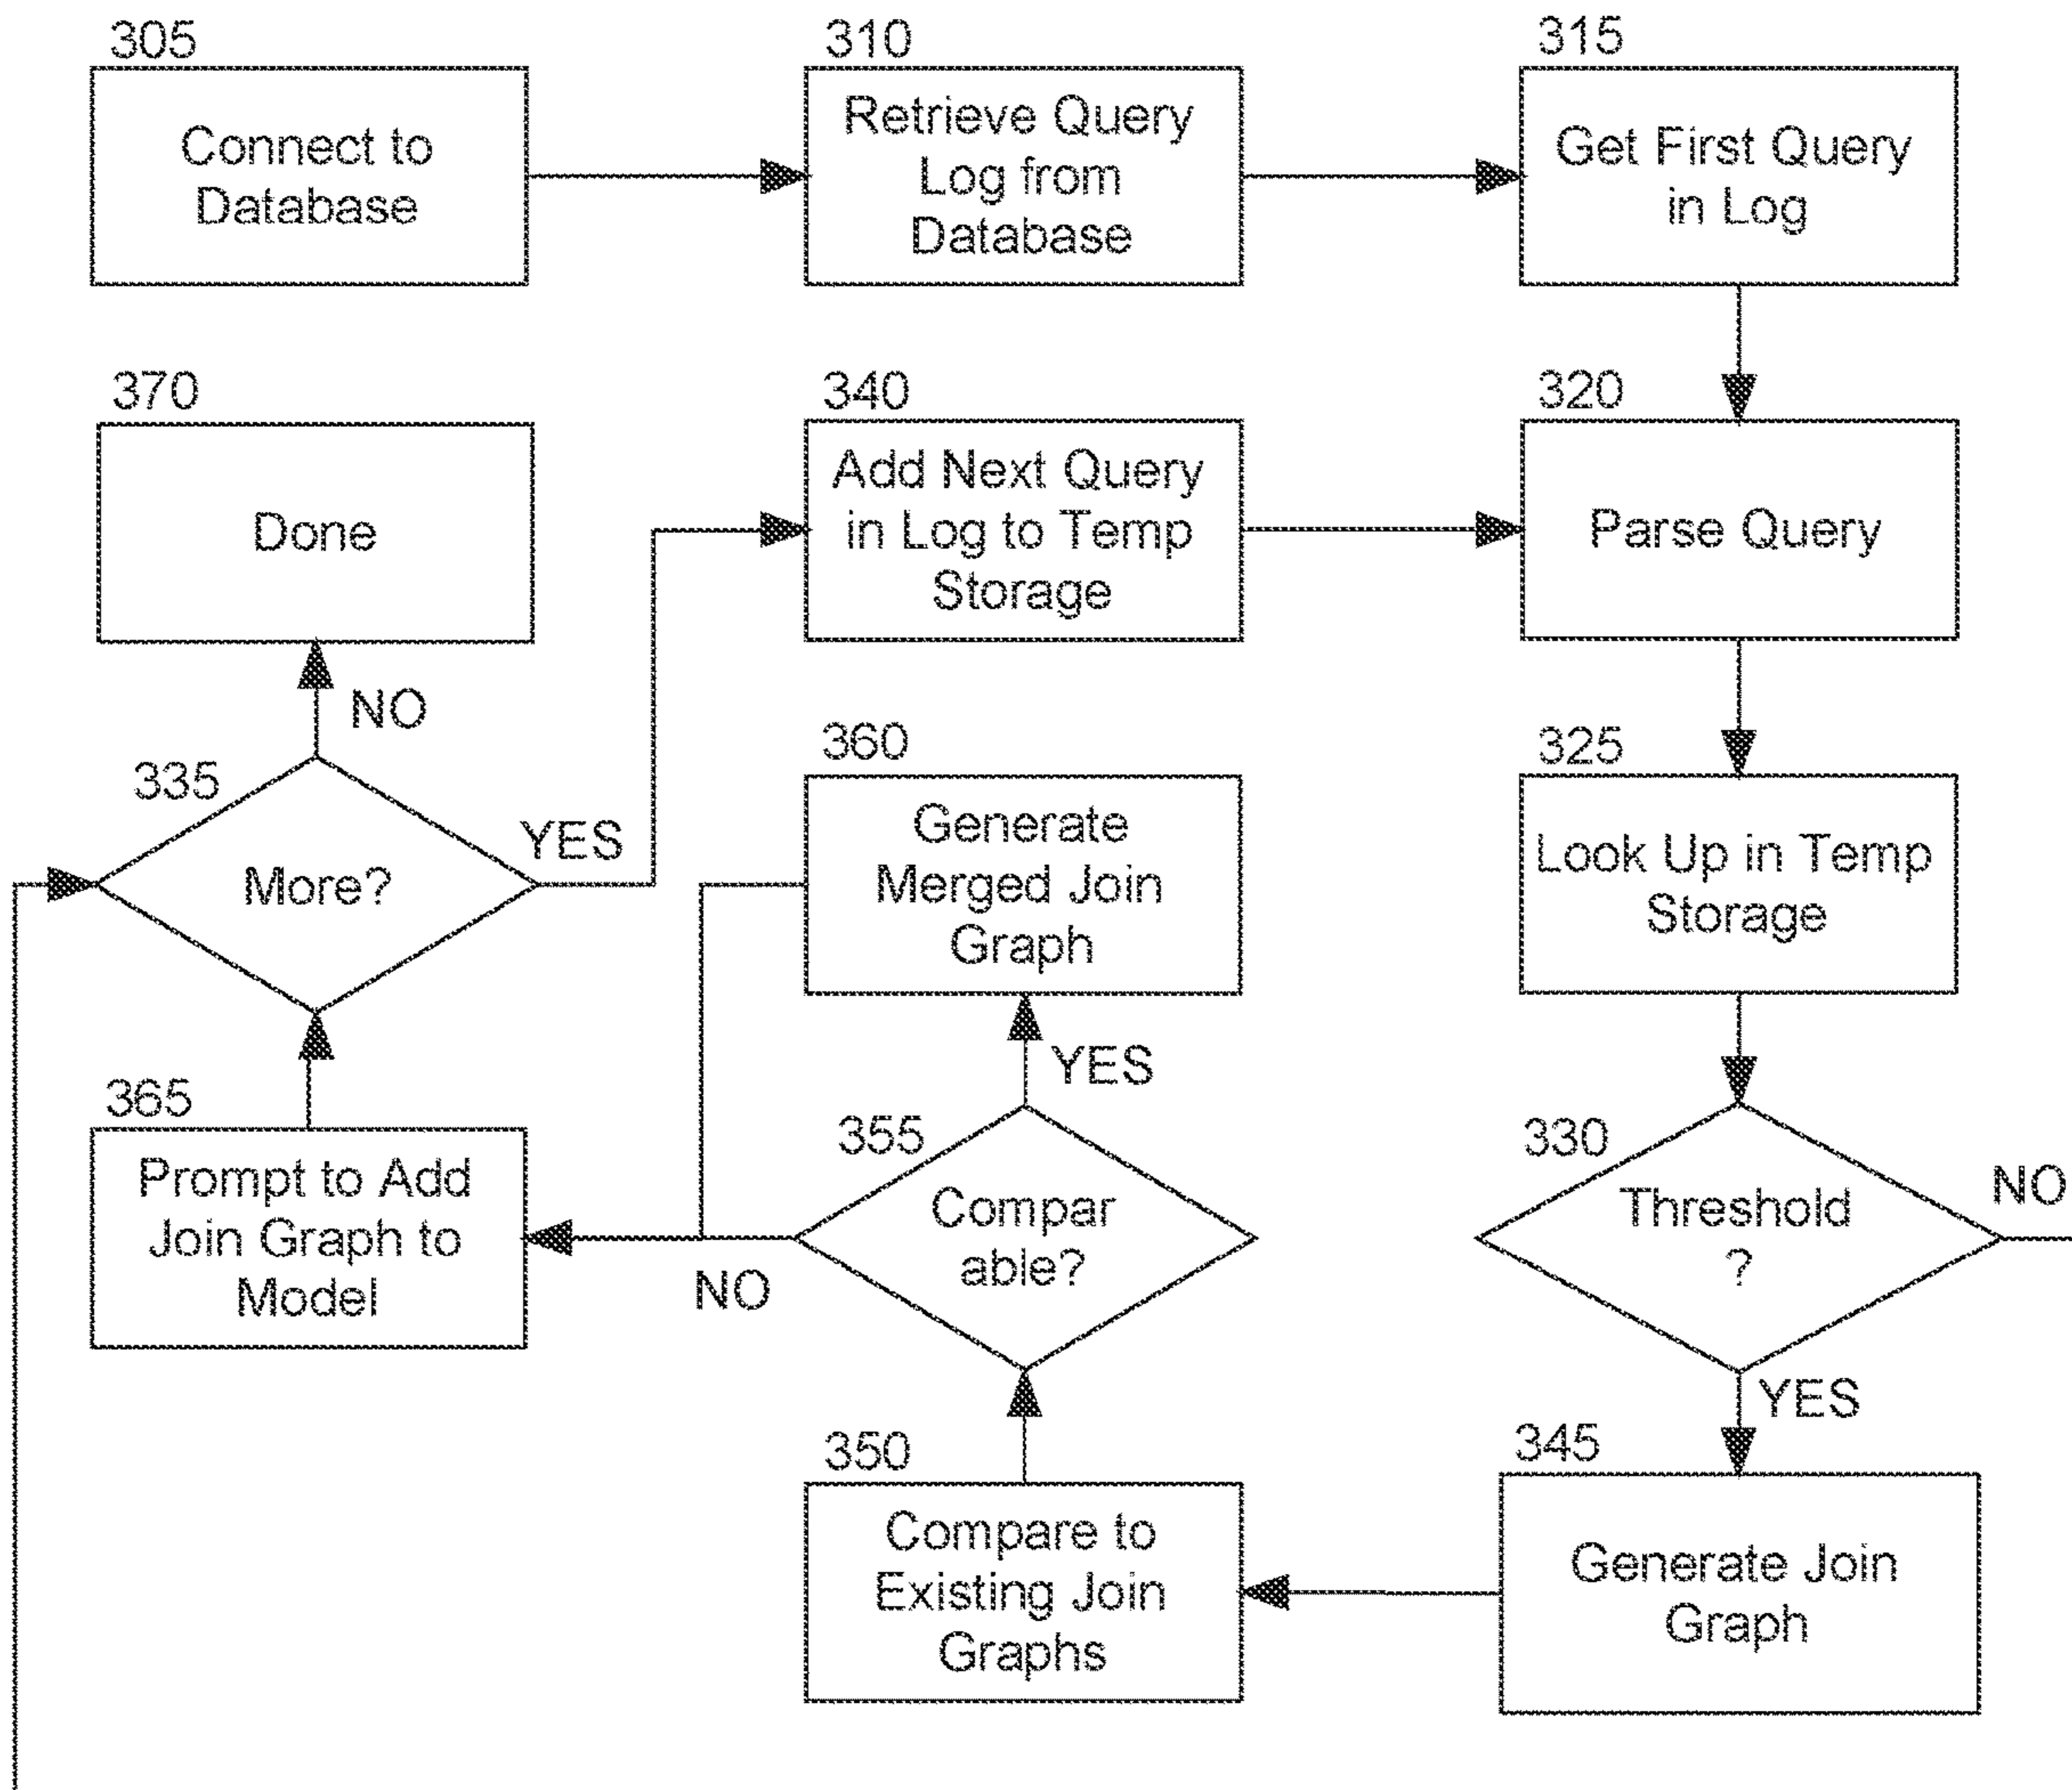 305
Connect to
Database
310
Retrieve Query
Log from
Database
315
Get First Query
in Log
370
Done
340
Add Next Query
in Log to Temp
Storage
320
Parse Query
NO
335
More?
YES
360
Generate
Merged Join
Graph
325
Look Up in Temp
Storage
365
Prompt to Add
Join Graph to
Model
YES
355
Compar
able?
NO
330
Threshold
?
NO
YES
350
Compare to
Existing Join
Graphs
345
Generate Join
Graph